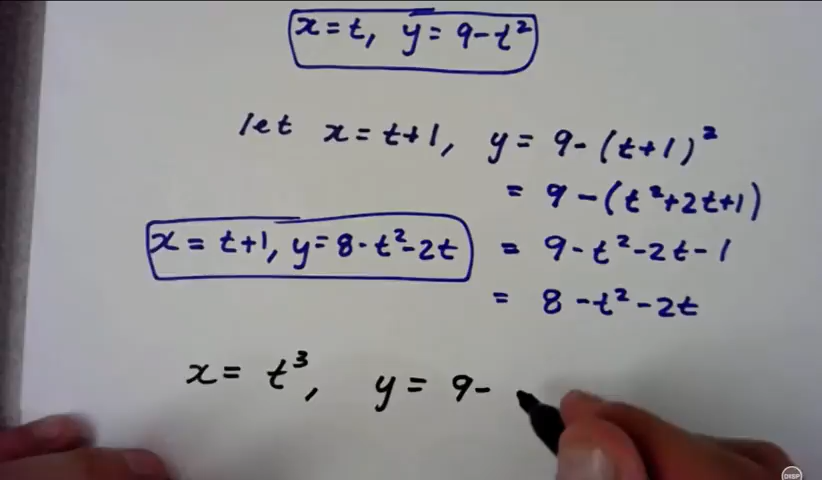 x = t, y = 9 - t²
let x = t+1, y = 9 - (t+1)²
= 9 - (t²+2t+1)
x = t+1, y = 8 - t² - 2t = 9 - t² - 2t - 1
= 8 - t² - 2t
x = t³, y = 9 -
DISP